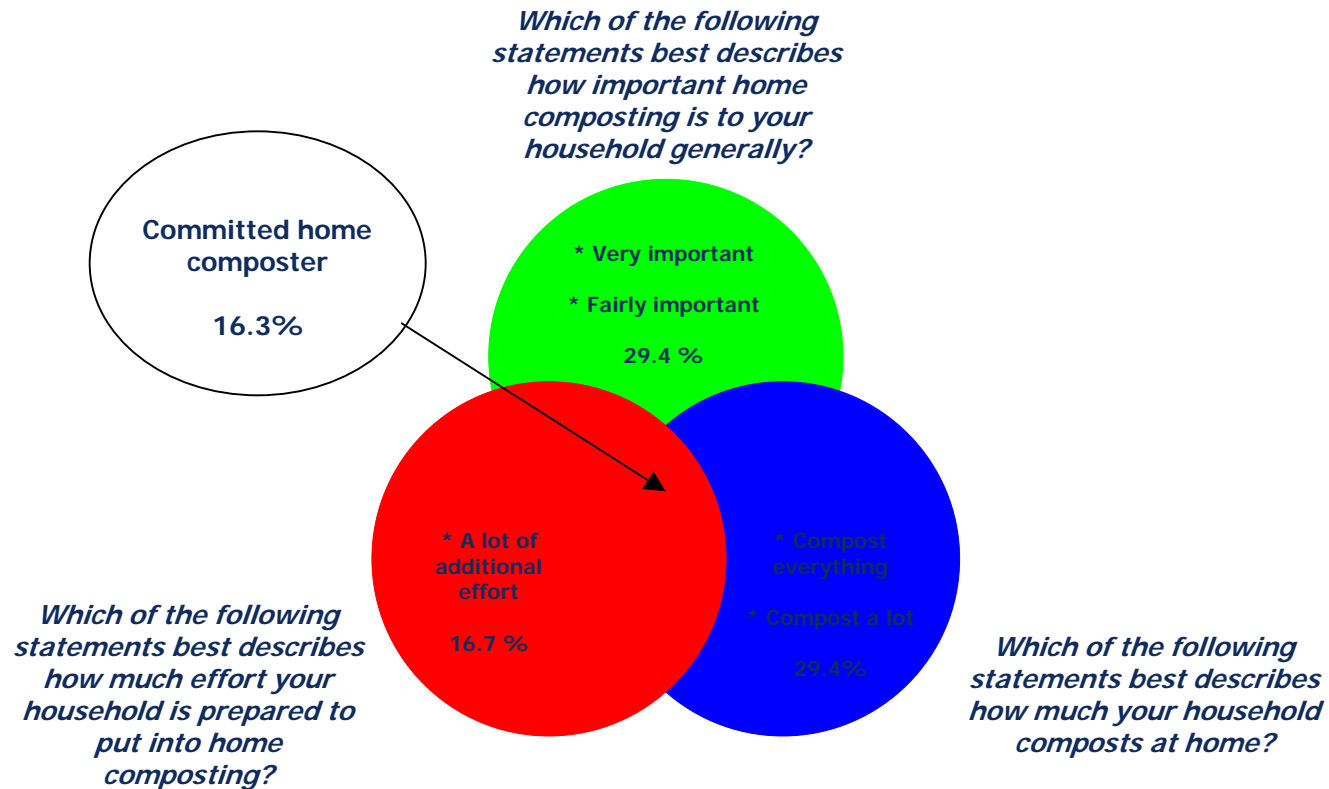 Which of the following
statements best describes
how important home
composting is to your
household generally?
Committed home
composter
16.3%
* Very important
* Fairly important
29.4 %
* A lot of
additional
effort
16.7 %
* Compost
everything
* Compost a lot
29.4%
Which of the following
statements best describes
how much effort your
household is prepared to
put into home
composting?
Which of the following
statements best describes
how much your household
composts at home?